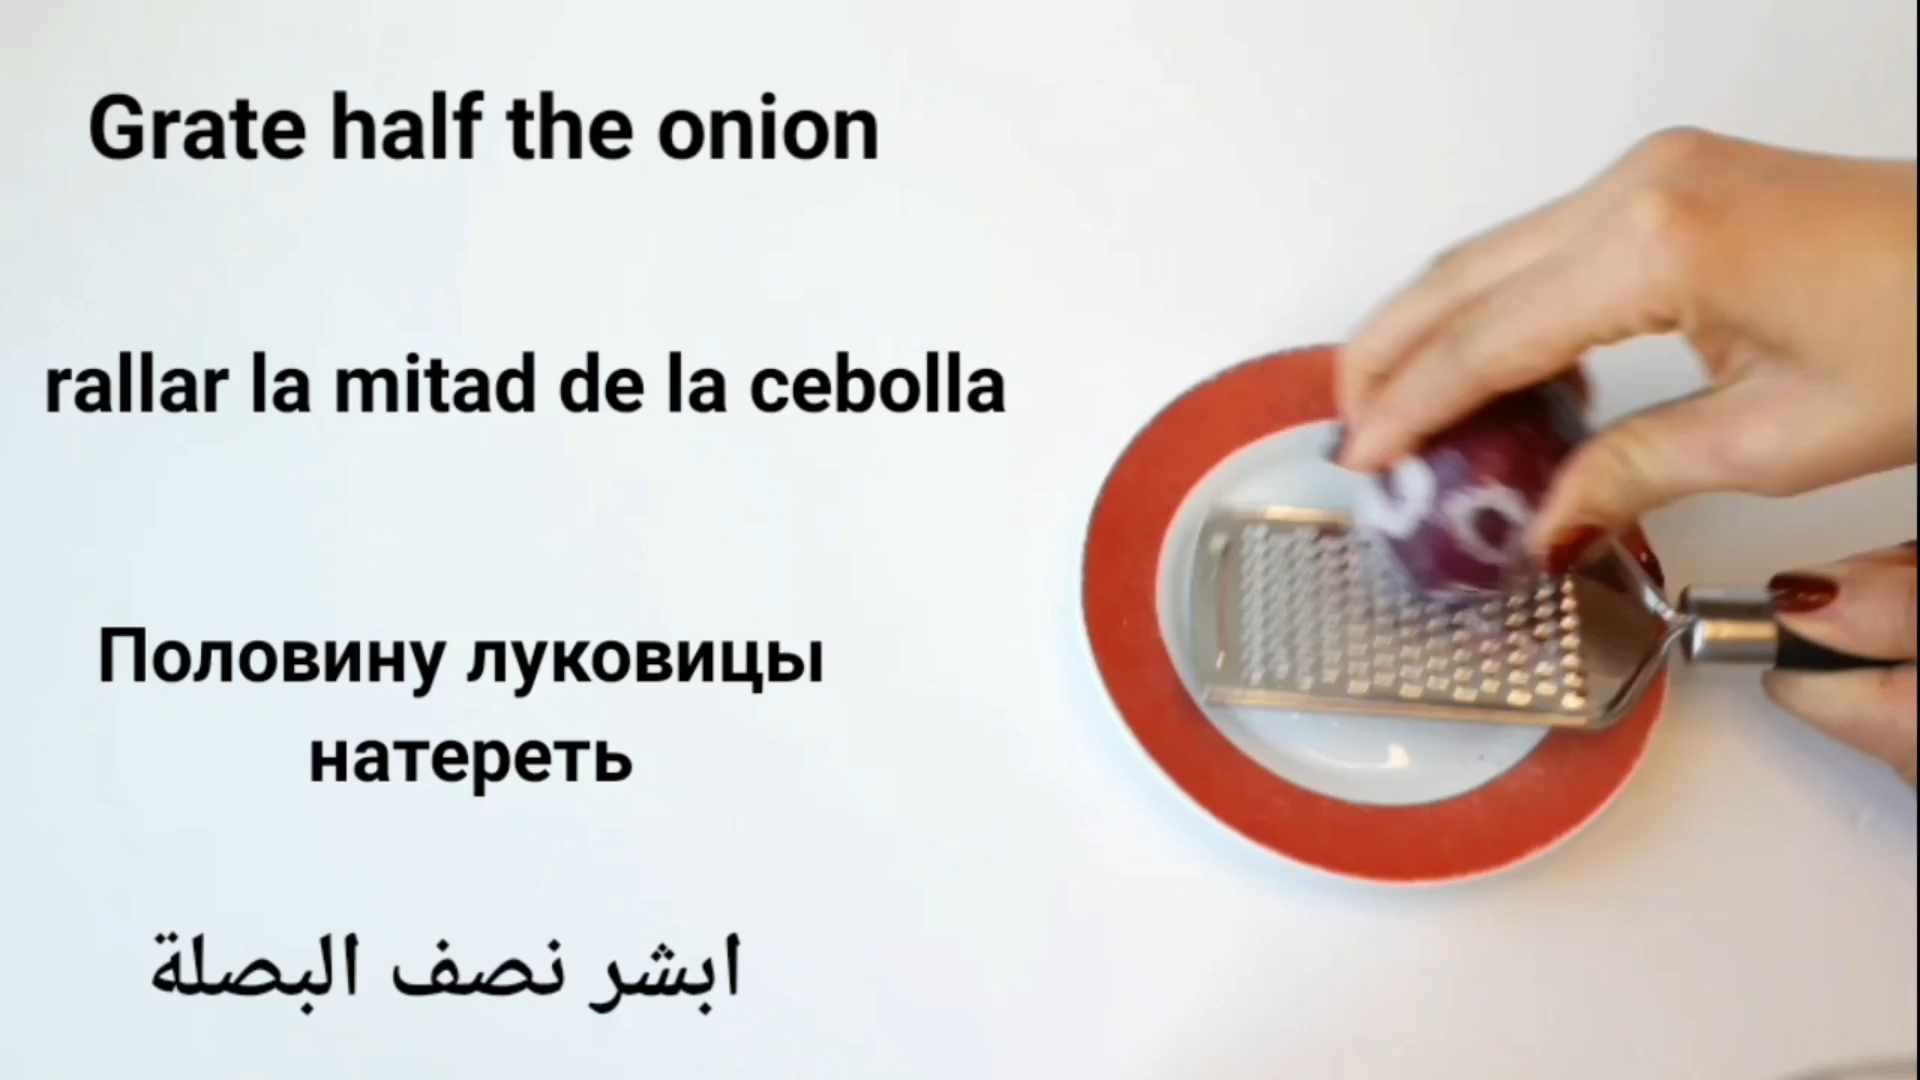 Grate half the onion
rallar la mitad de la cebolla
Половину луковицы
натереть
ابشر نصف البصلة